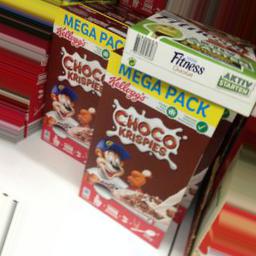 MEGA PACK
Kellogg's
CHOCO
KRISPIES
MEGA PACK
Kellogg's
CHOCO
KRISPIES
Fitness
AKTIV
STARTEN